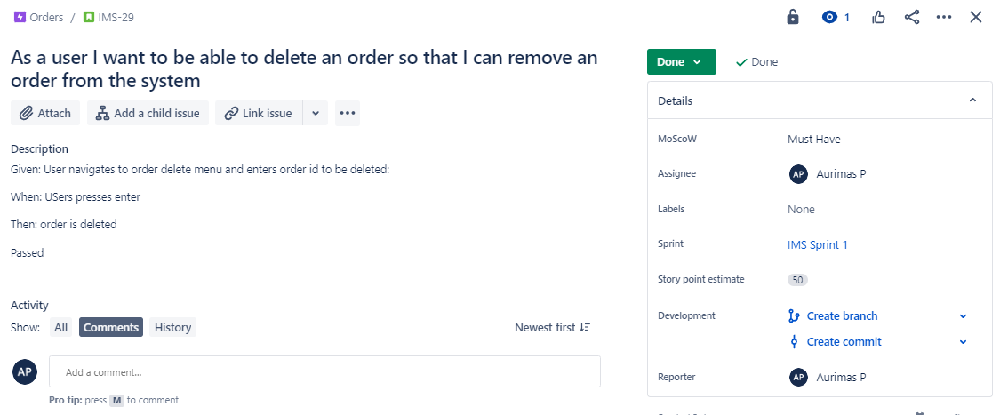 Orders / IMS-29
1
As a user I want to be able to delete an order so that I can remove an
order from the system
Attach Add a child issue Link issue
Description
Given: User navigates to order delete menu and enters order id to be deleted:
When: USers presses enter
Then: order is deleted
Passed
Activity
Show: All Comments History Newest first
AP Add a comment...
Pro tip: press M to comment
Done Done
Details
MoScoW Must Have
Assignee AP Aurimas P
Labels None
Sprint IMS Sprint 1
Story point estimate 50
Development Create branch
Create commit
Reporter AP Aurimas P